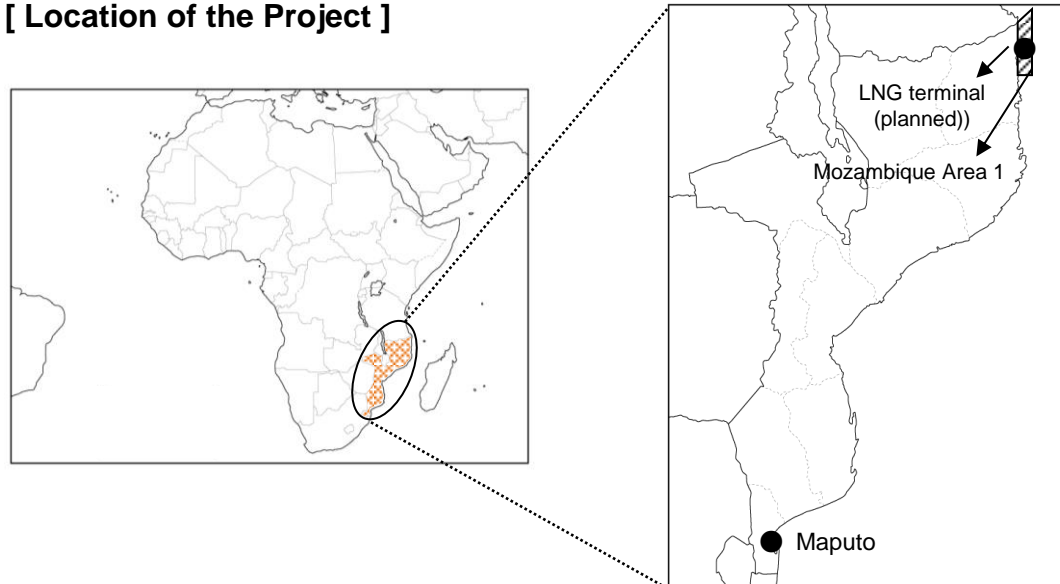 [ Location of the Project ]
LNG terminal
(planned))
Mozambique Area 1
Maputo